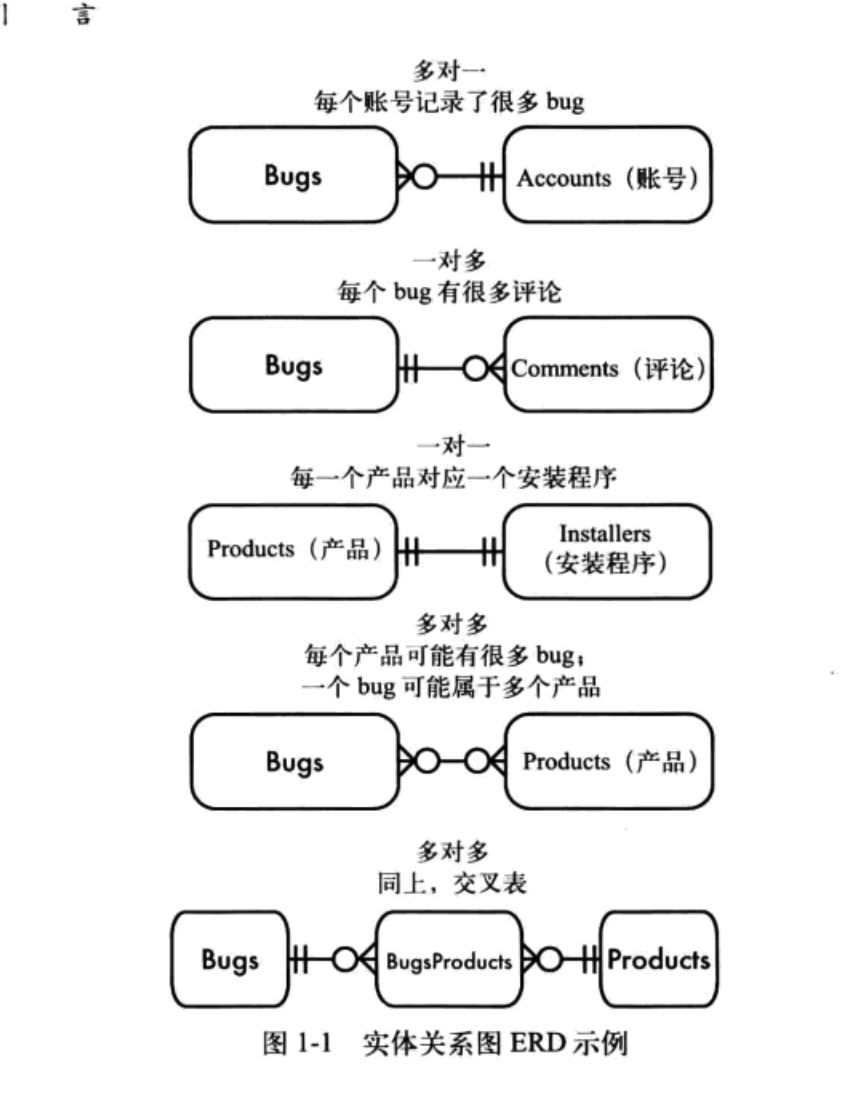 言
多对一
每个账号记录了很多 bug
Bugs
Accounts（账号）
一对多
每个 bug 有很多评论
Bugs
Comments（评论）
一对一
每一个产品对应一个安装程序
Products（产品）
Installers
（安装程序）
多对多
每个产品可能有很多 bug；
一个 bug 可能属于多个产品
Bugs
Products（产品）
多对多
同上，交叉表
Bugs
BugsProducts
Products
图 1-1 实体关系图 ERD 示例